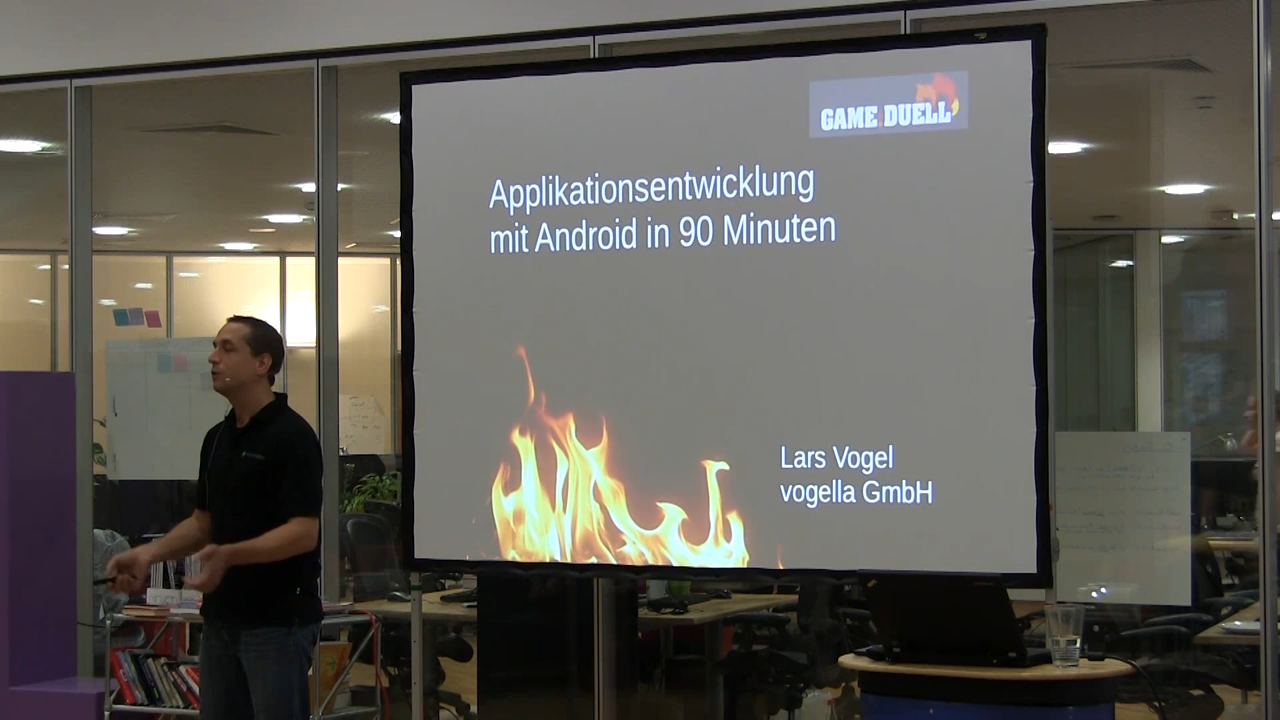 GAME DUELL
Applikationsentwicklung
mit Android in 90 Minuten
Lars Vogel
vogella GmbH